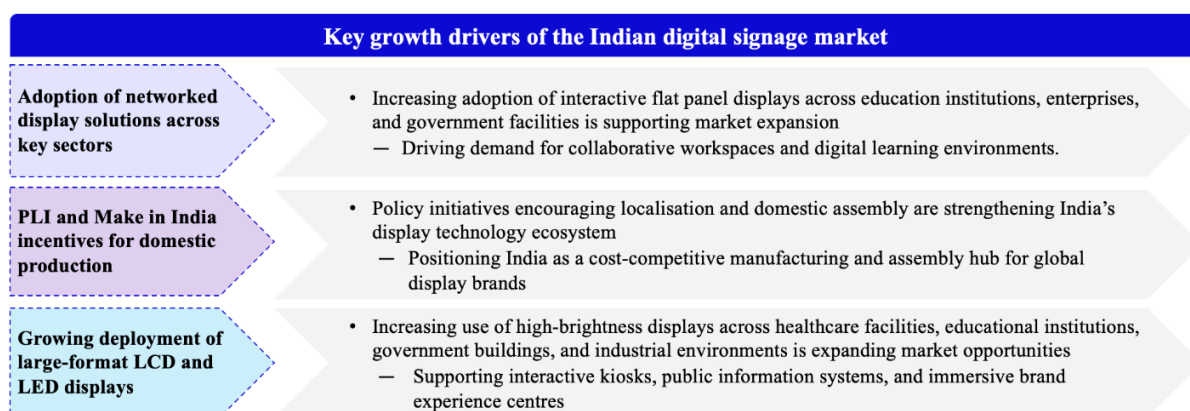 Key growth drivers of the Indian digital signage market
Adoption of networked
display solutions across
key sectors
• Increasing adoption of interactive flat panel displays across education institutions, enterprises,
and government facilities is supporting market expansion
— Driving demand for collaborative workspaces and digital learning environments.
PLI and Make in India
incentives for domestic
production
• Policy initiatives encouraging localisation and domestic assembly are strengthening India's
display technology ecosystem
— Positioning India as a cost-competitive manufacturing and assembly hub for global
display brands
Growing deployment of
large-format LCD and
LED displays
• Increasing use of high-brightness displays across healthcare facilities, educational institutions,
government buildings, and industrial environments is expanding market opportunities
— Supporting interactive kiosks, public information systems, and immersive brand
experience centres